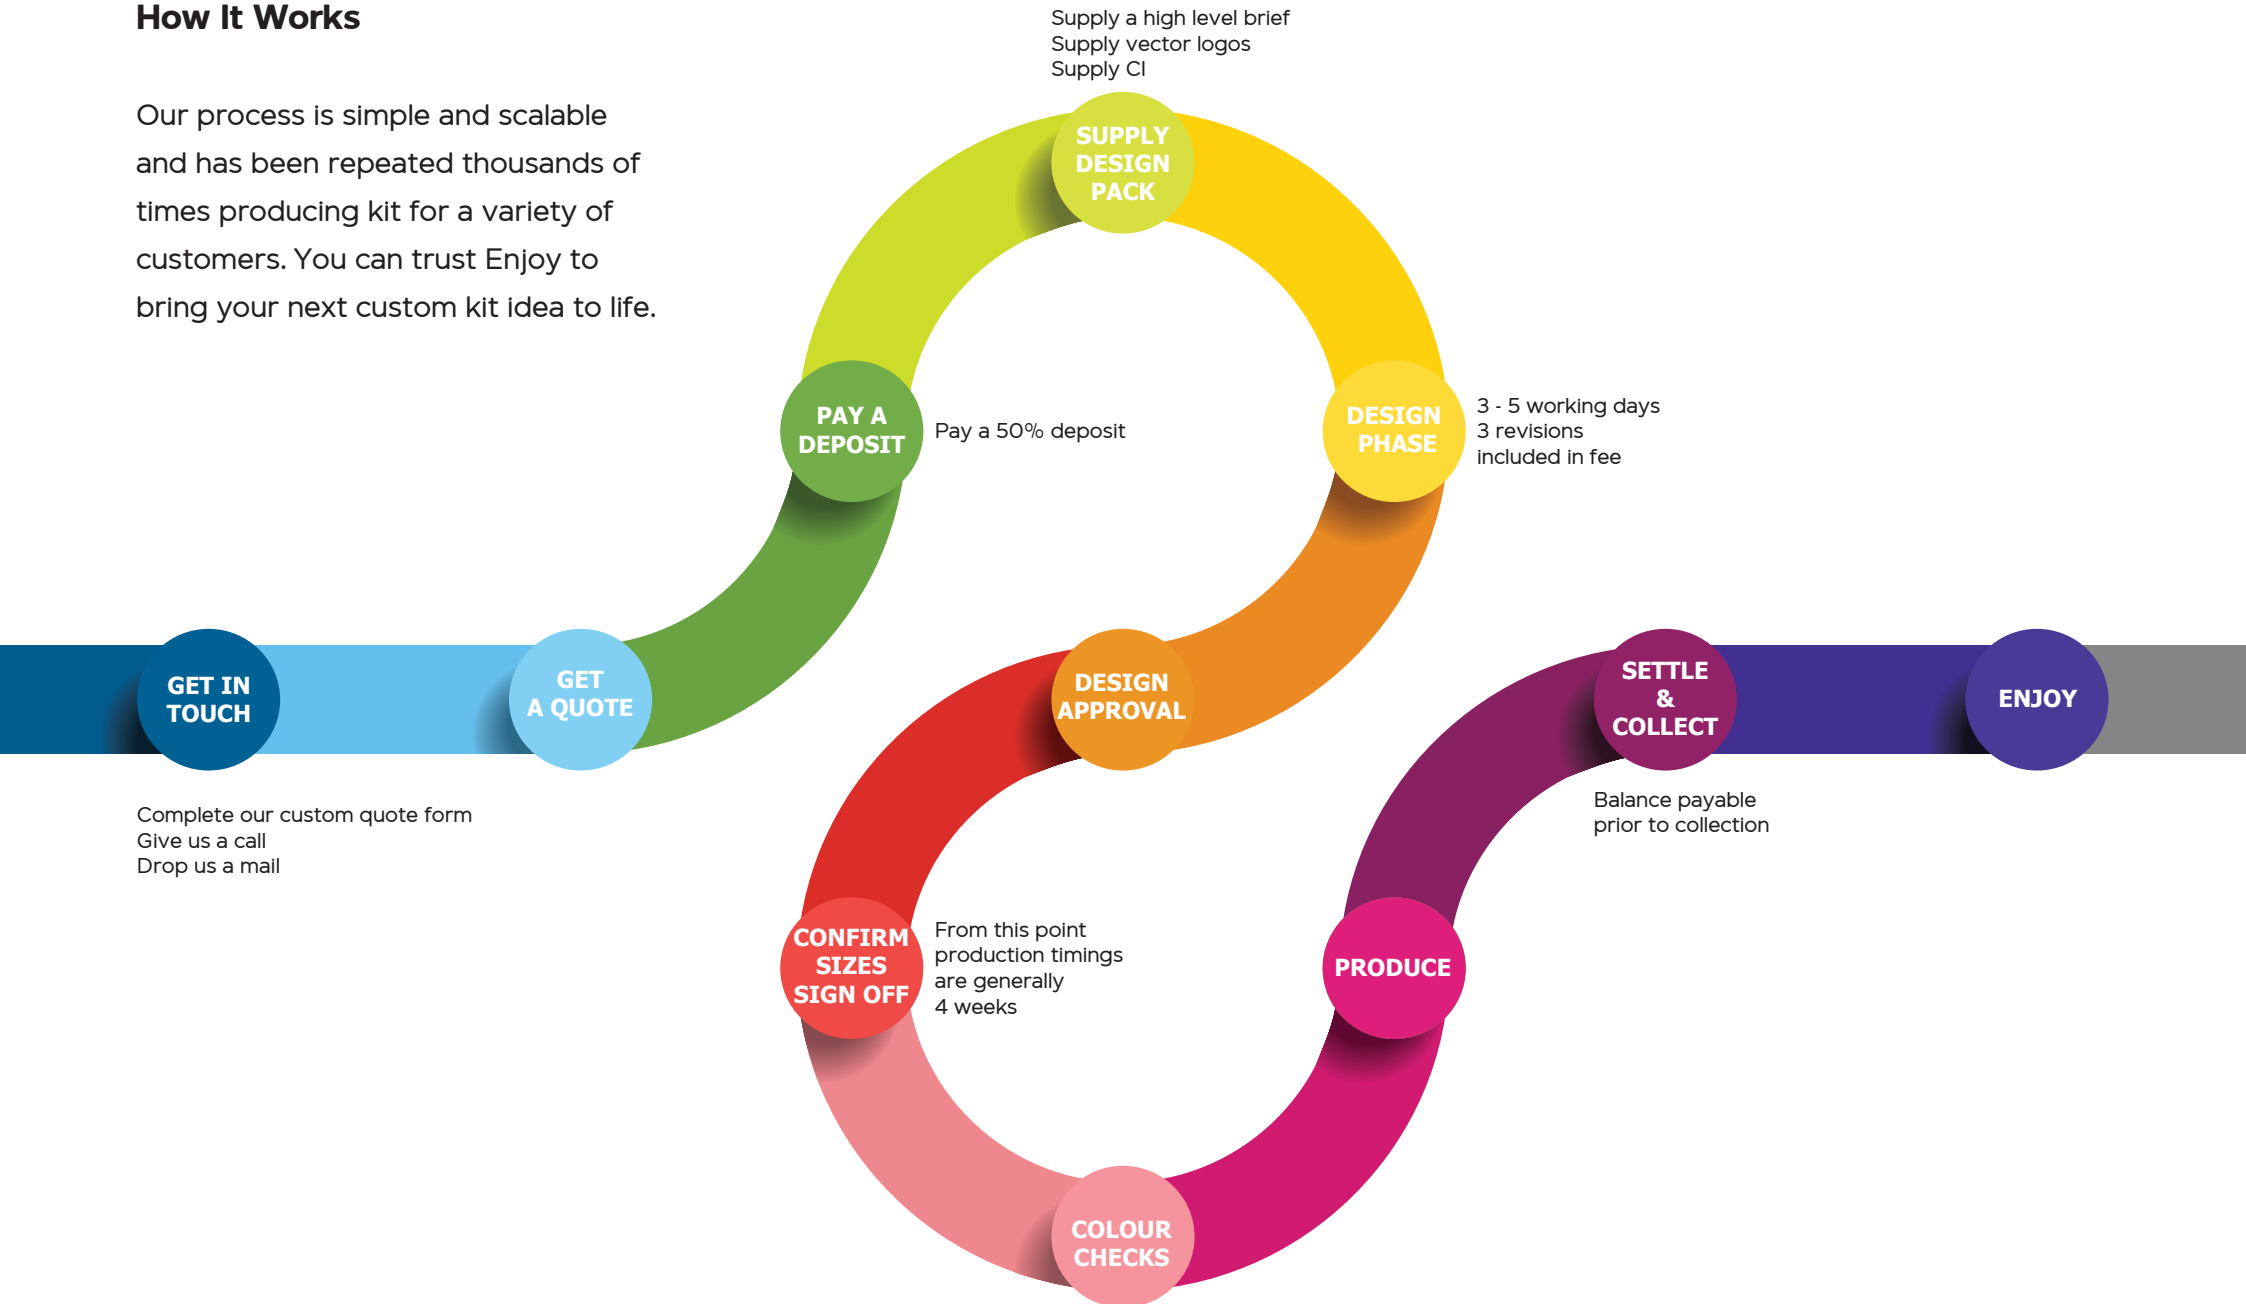 How It Works
Our process is simple and scalable
and has been repeated thousands of
times producing kit for a variety of
customers. You can trust Enjoy to
bring your next custom kit idea to life.
GET IN
TOUCH
Complete our custom quote form
Give us a call
Drop us a mail
GET
A QUOTE
PAY A
DEPOSIT
Pay a 50% deposit
Supply a high level brief
Supply vector logos
Supply CI
SUPPLY
DESIGN
PACK
DESIGN
PHASE
3 - 5 working days
3 revisions
included in fee
DESIGN
APPROVAL
CONFIRM
SIZES
SIGN OFF
From this point
production timings
are generally
4 weeks
COLOUR
CHECKS
PRODUCE
SETTLE
&
COLLECT
Balance payable
prior to collection
ENJOY